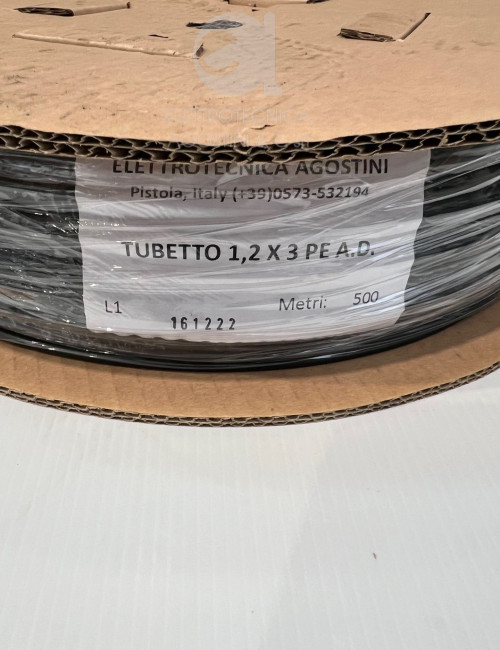 ELETTROTECNICA AGOSTINI
Pistoia, Italy (+39)0573-532194
TUBETTO 1,2 X 3 PE A.D.
L1 Metri: 500
161222